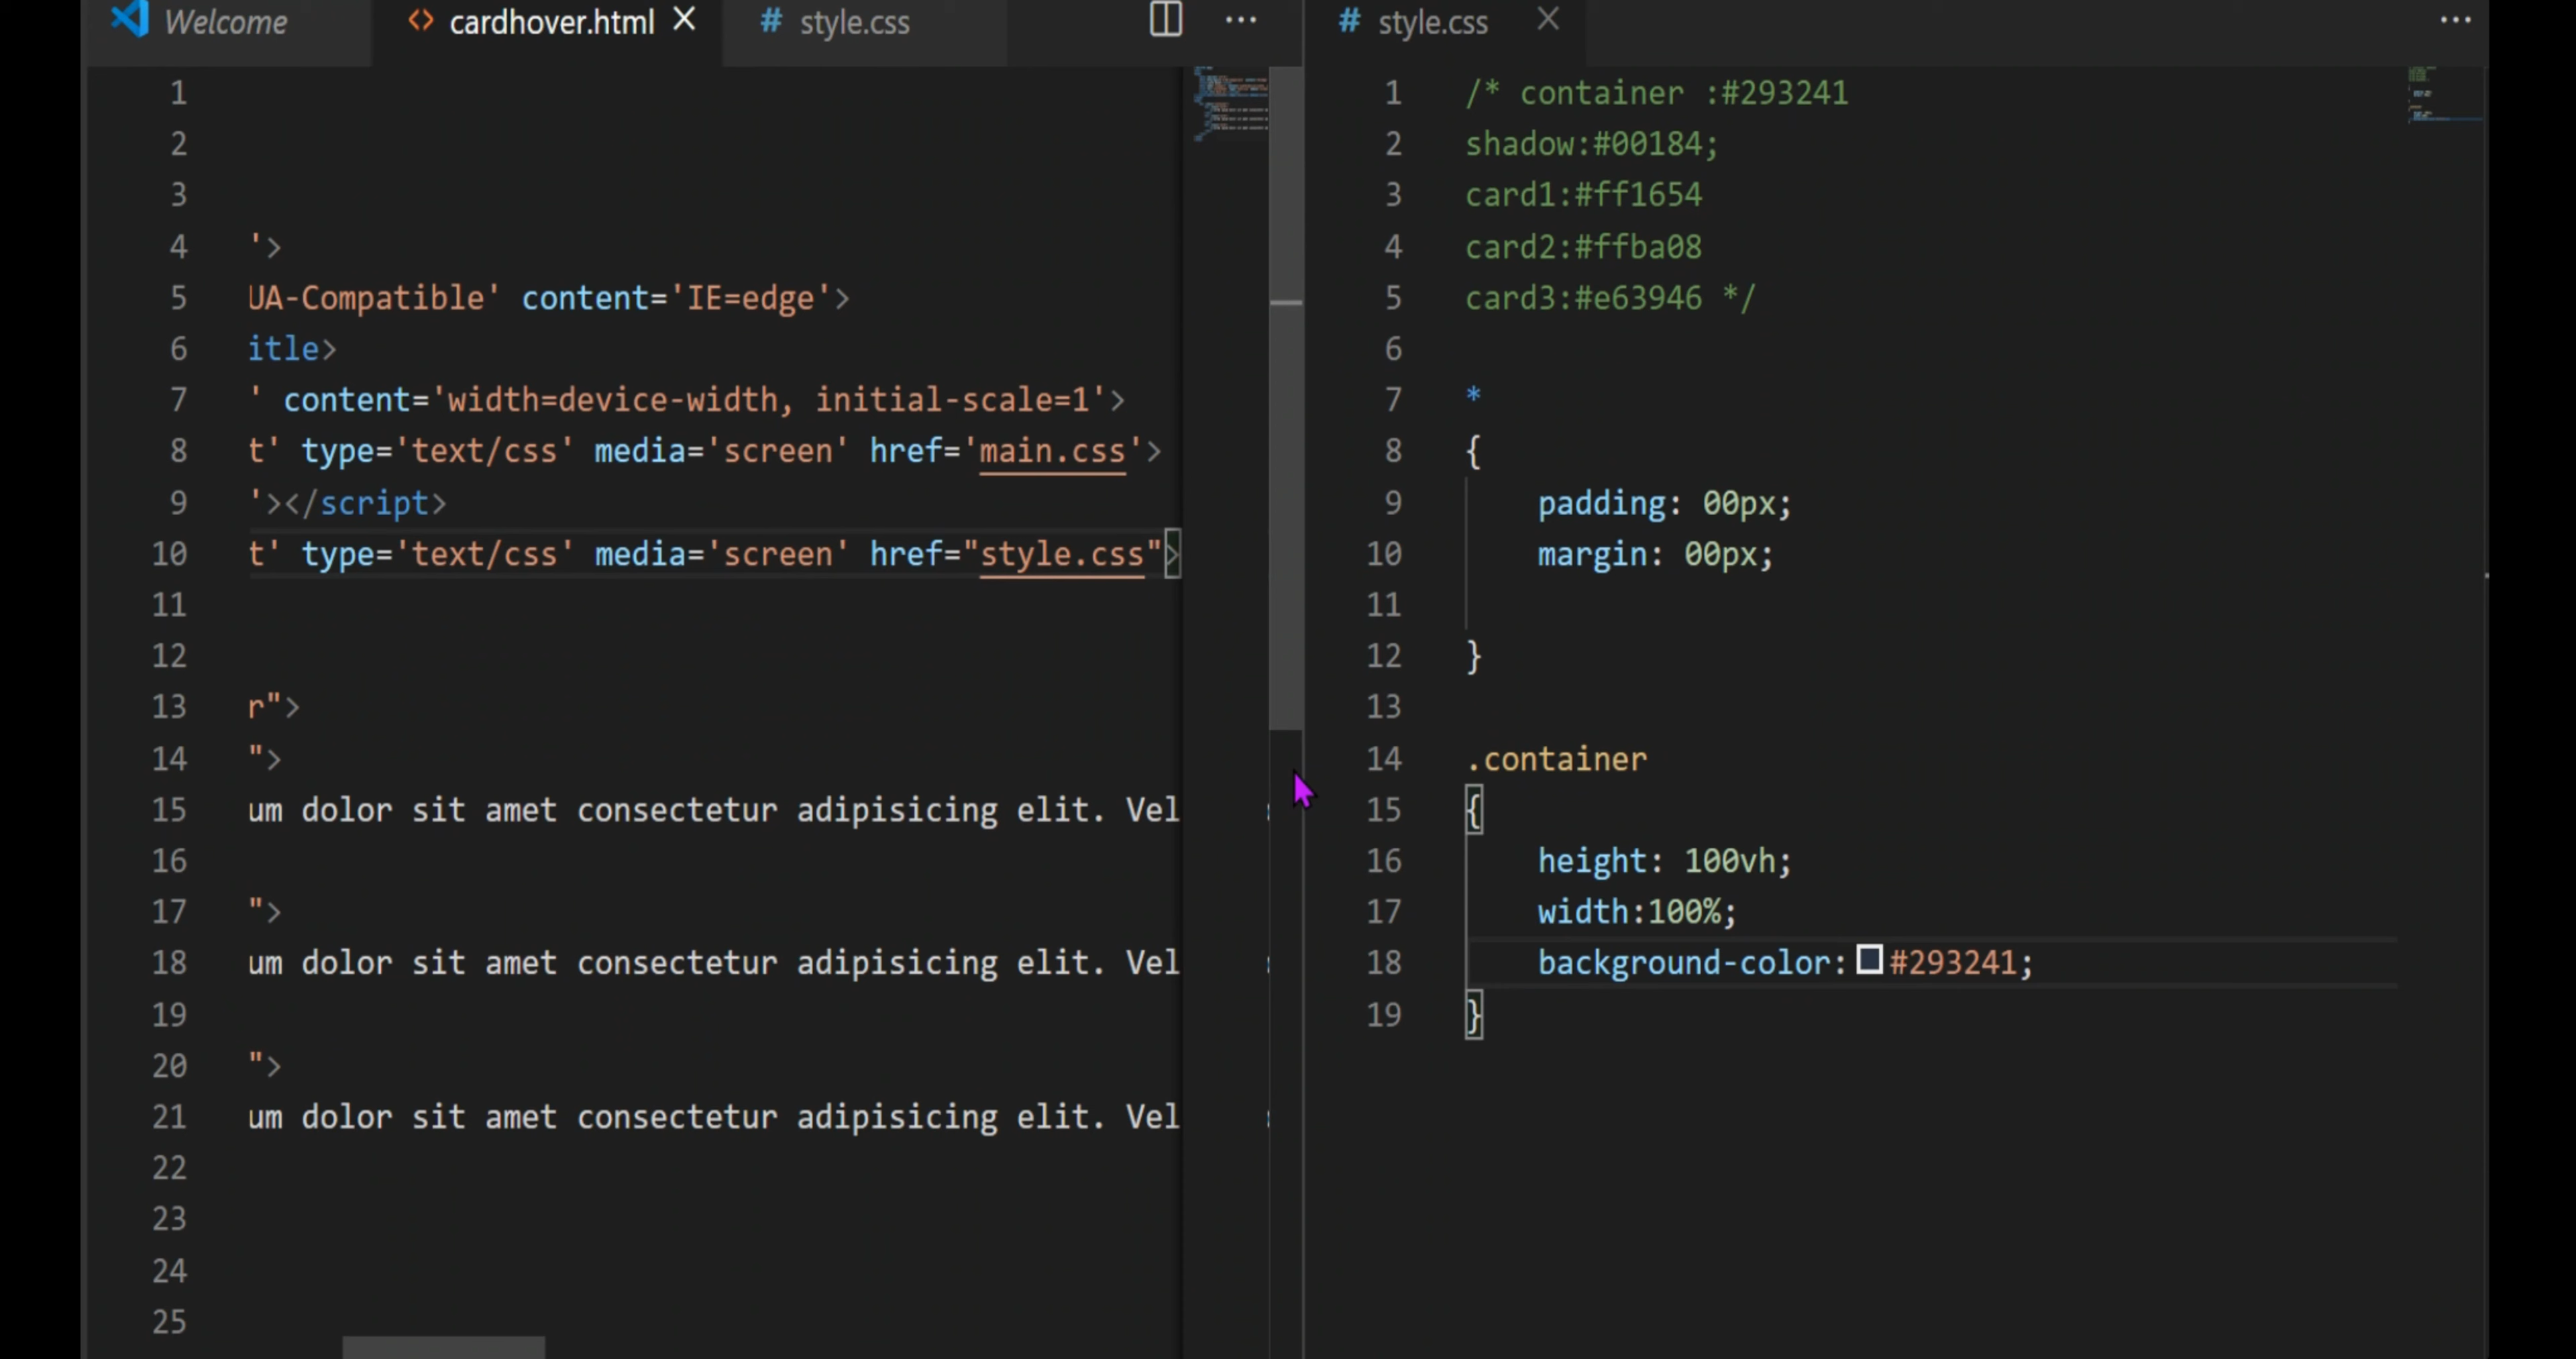 Welcome
cardhover.html
style.css
style.css
1
2
3
4 '>
5 UA-Compatible' content='IE=edge'>
6 itle>
7 ' content='width=device-width, initial-scale=1'>
8 t' type='text/css' media='screen' href='main.css'>
9 '></script>
10 t' type='text/css' media='screen' href="style.css">
11
12
13 r">
14 ">
15 um dolor sit amet consectetur adipisicing elit. Vel
16
17 ">
18 um dolor sit amet consectetur adipisicing elit. Vel
19
20 ">
21 um dolor sit amet consectetur adipisicing elit. Vel
22
23
24
25
1 /* container :#293241
2 shadow:#00184;
3 card1:#ff1654
4 card2:#ffba08
5 card3:#e63946 */
6
7 *
8 {
9 padding: 00px;
10 margin: 00px;
11
12 }
13
14 .container
15 {
16 height: 100vh;
17 width:100%;
18 background-color: #293241;
19 }